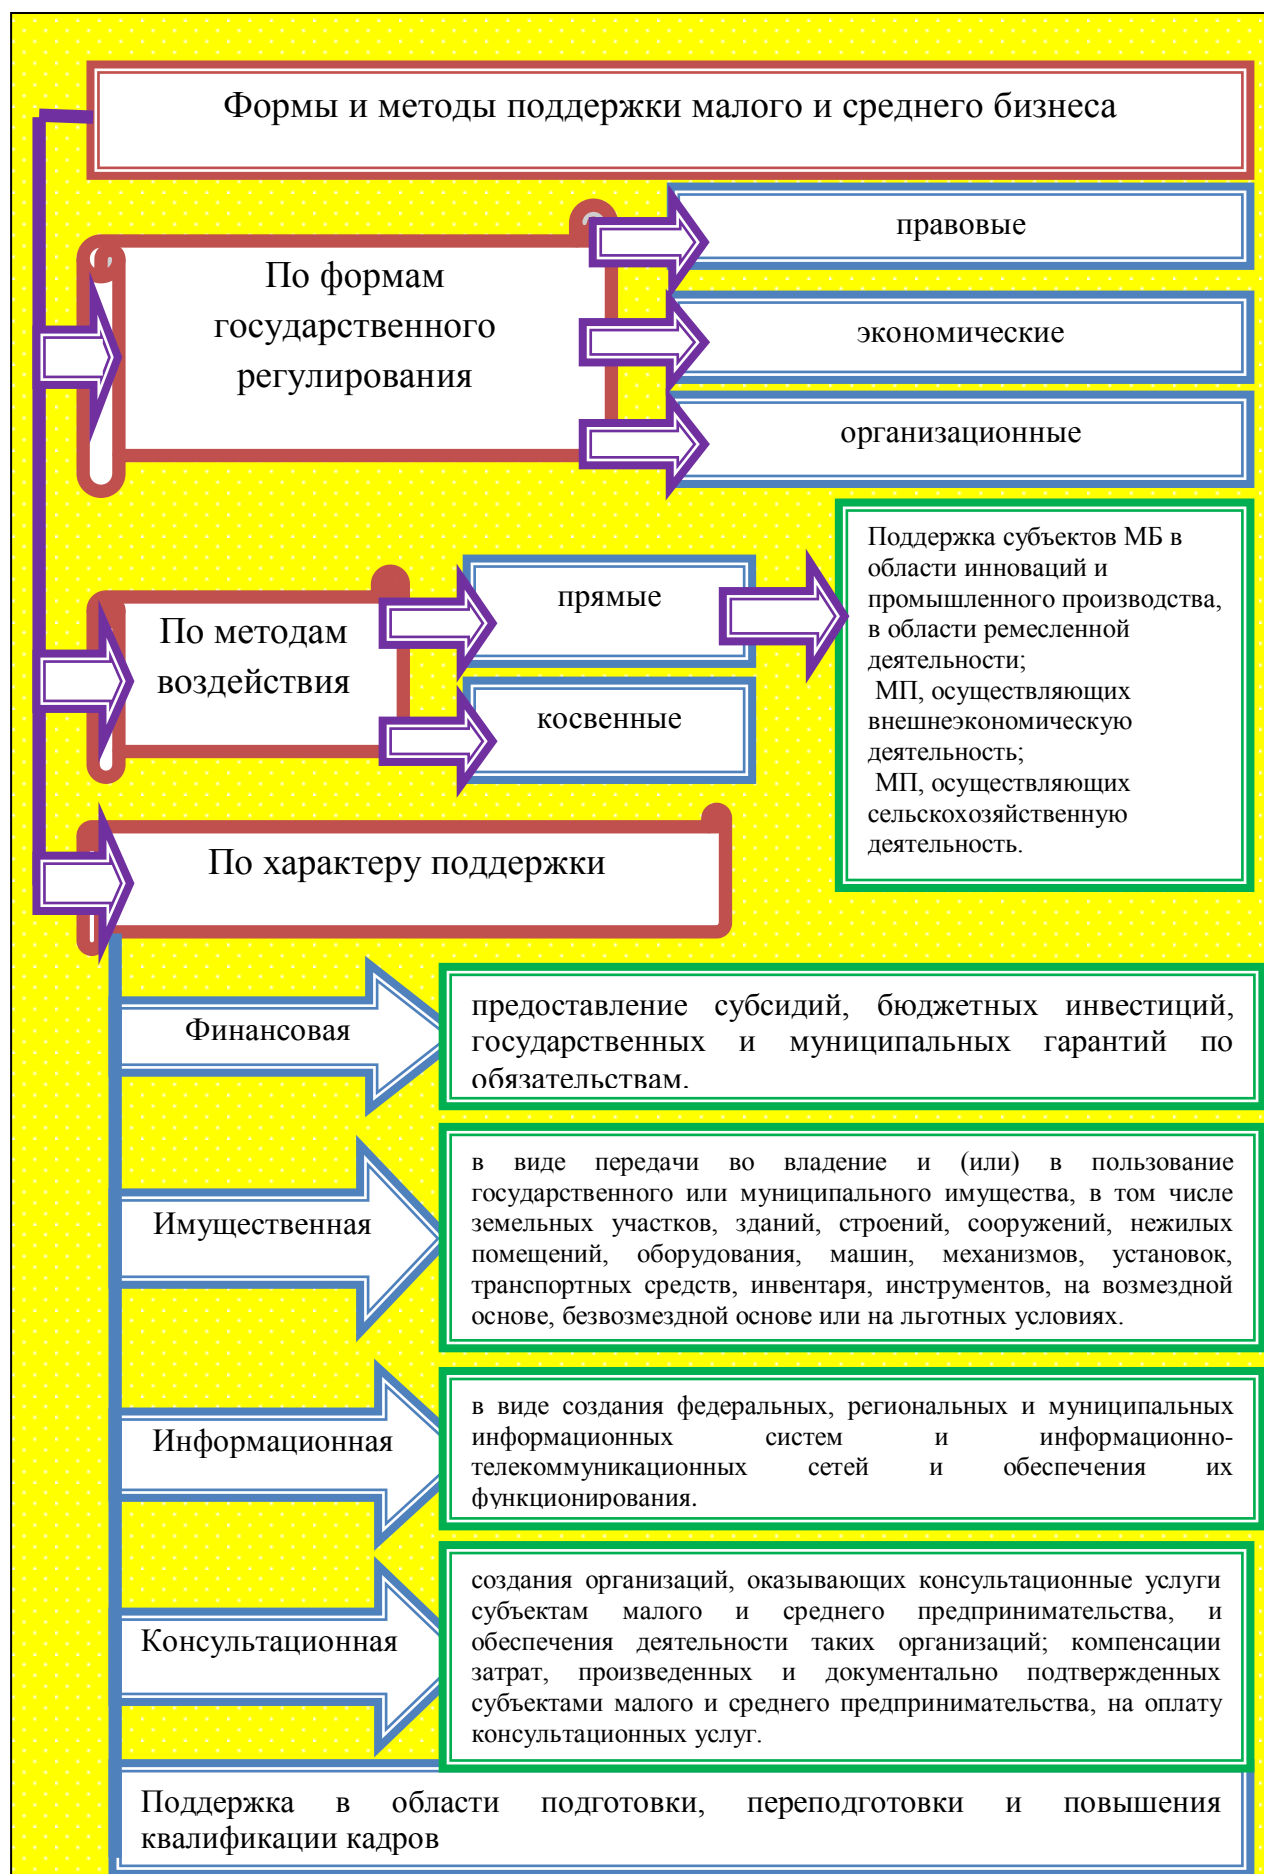 Формы и методы поддержки малого и среднего бизнеса
По формам
государственного
регулирования
правовые
экономические
организационные
По методам
воздействия
прямые
косвенные
Поддержка субъектов МБ в
области инноваций и
промышленного производства,
в области ремесленной
деятельности;
МП, осуществляющих
внешнеэкономическую
деятельность;
МП, осуществляющих
сельскохозяйственную
деятельность.
По характеру поддержки
Финансовая
предоставление субсидий, бюджетных инвестиций,
государственных и муниципальных гарантий по
обязательствам.
Имущественная
в виде передачи во владение и (или) в пользование
государственного или муниципального имущества, в том числе
земельных участков, зданий, строений, сооружений, нежилых
помещений, оборудования, машин, механизмов, установок,
транспортных средств, инвентаря, инструментов, на возмездной
основе, безвозмездной основе или на льготных условиях.
Информационная
в виде создания федеральных, региональных и муниципальных
информационных систем и информационно-
телекоммуникационных сетей и обеспечения их
функционирования.
Консультационная
создания организаций, оказывающих консультационные услуги
субъектам малого и среднего предпринимательства, и
обеспечения деятельности таких организаций; компенсации
затрат, произведенных и документально подтвержденных
субъектами малого и среднего предпринимательства, на оплату
консультационных услуг.
Поддержка в области подготовки, переподготовки и повышения
квалификации кадров